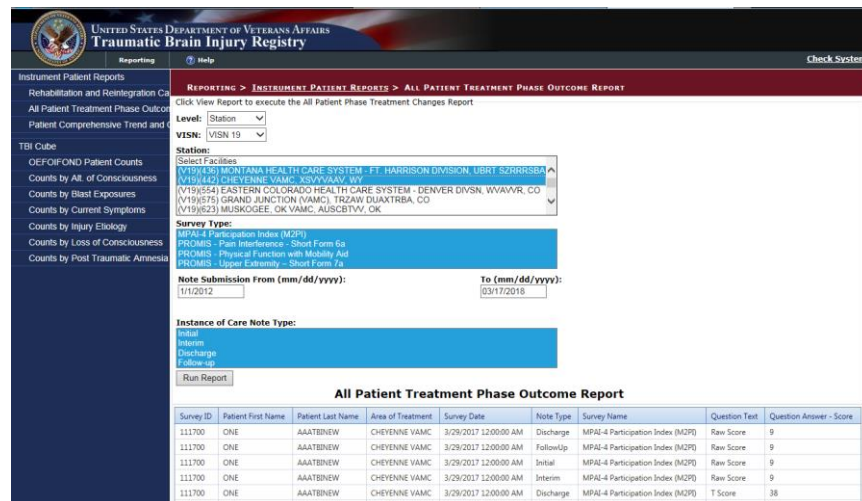 UNITED STATES DEPARTMENT OF VETERANS AFFAIRS
Traumatic Brain Injury Registry
Reporting
Help
Check System
Instrument Patient Reports
Rehabilitation and Reintegration Ca
All Patient Treatment Phase Outcom
Patient Comprehensive Trend and
TBI Cube
OEFOIFOND Patient Counts
Counts by Alt. of Consciousness
Counts by Blast Exposures
Counts by Current Symptoms
Counts by Injury Etiology
Counts by Loss of Consciousness
Counts by Post Traumatic Amnesia
REPORTING > INSTRUMENT PATIENT REPORTS > ALL PATIENT TREATMENT PHASE OUTCOME REPORT
Click View Report to execute the All Patient Phase Treatment Changes Report
Level: Station
VISN: VISN 19
Station:
Select Facilities
(V19)(436) MONTANA HEALTH CARE SYSTEM - FT. HARRISON DIVISION, UBRT SZRRRSBA
(V19)(442) CHEYENNE VAMC, XSVYVAAV, WY
(V19)(554) EASTERN COLORADO HEALTH CARE SYSTEM - DENVER DIVSN, WVAVVR, CO
(V19)(575) GRAND JUNCTION (VAMC), TRZAW DUAXTRBA, CO
(V19)(623) MUSKOGEE, OK VAMC, AUSCBTVV, OK
Survey Type:
MPAI-4 Participation Index (M2PI)
PROMIS - Pain Interference - Short Form 6a
PROMIS - Physical Function with Mobility Aid
PROMIS - Upper Extremity – Short Form 7a
Note Submission From (mm/dd/yyyy): To (mm/dd/yyyy):
1/1/2012 03/17/2018
Instance of Care Note Type:
Initial
Interim
Discharge
Follow-up
Run Report
All Patient Treatment Phase Outcome Report
Survey ID Patient First Name Patient Last Name Area of Treatment Survey Date Note Type Survey Name Question Text Question Answer - Score
111700 ONE AAATBINEW CHEYENNE VAMC 3/29/2017 12:00:00 AM Discharge MPAI-4 Participation Index (M2PI) Raw Score 9
111700 ONE AAATBINEW CHEYENNE VAMC 3/29/2017 12:00:00 AM FollowUp MPAI-4 Participation Index (M2PI) Raw Score 9
111700 ONE AAATBINEW CHEYENNE VAMC 3/29/2017 12:00:00 AM Initial MPAI-4 Participation Index (M2PI) Raw Score 9
111700 ONE AAATBINEW CHEYENNE VAMC 3/29/2017 12:00:00 AM Interim MPAI-4 Participation Index (M2PI) Raw Score 9
111700 ONE AAATBINEW CHEYENNE VAMC 3/29/2017 12:00:00 AM Discharge MPAI-4 Participation Index (M2PI) T Score 38